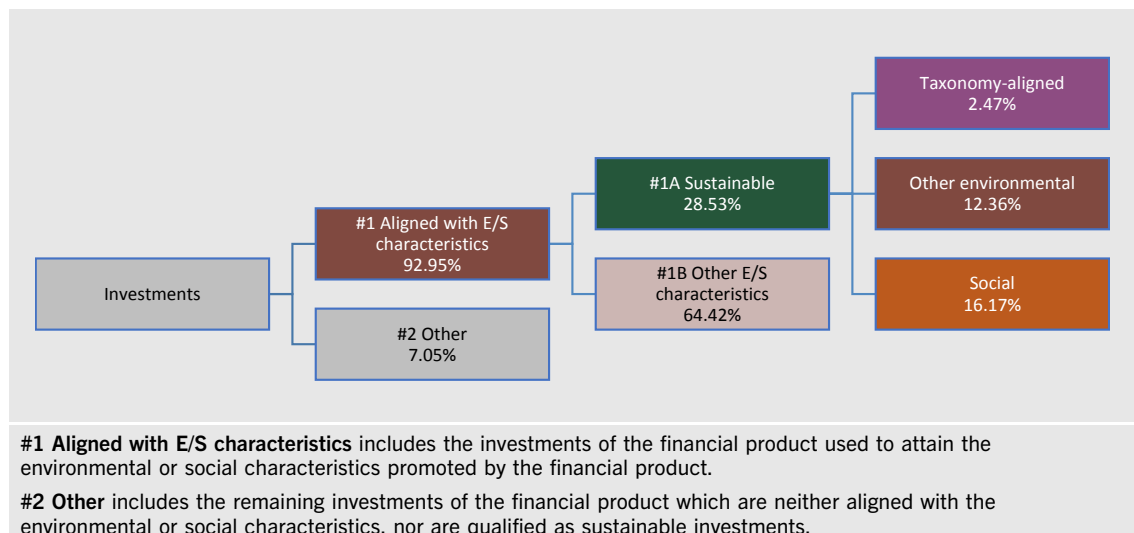 Taxonomy-aligned
2.47%
#1A Sustainable
28.53%
Other environmental
12.36%
#1 Aligned with E/S
characteristics
92.95%
#1B Other E/S
characteristics
64.42%
Investments
Social
16.17%
#2 Other
7.05%
#1 Aligned with E/S characteristics includes the investments of the financial product used to attain the
environmental or social characteristics promoted by the financial product.
#2 Other includes the remaining investments of the financial product which are neither aligned with the
environmental or social characteristics, nor are qualified as sustainable investments.